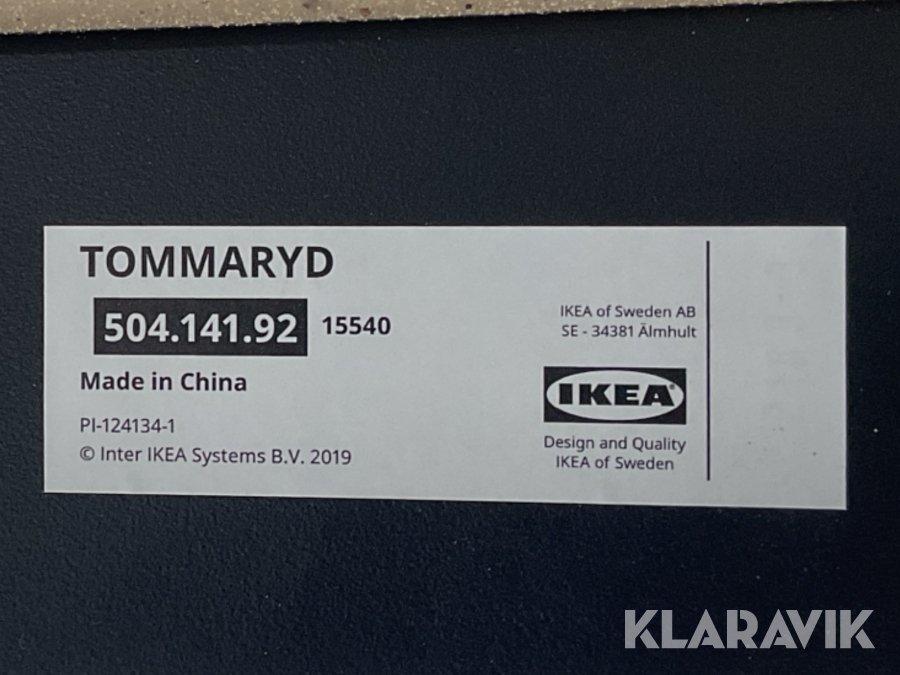 TOMMARYD
504.141.92 15540
Made in China
PI-124134-1
© Inter IKEA Systems B.V. 2019
IKEA of Sweden AB
SE - 34381 Älmhult
IKEA®
Design and Quality
IKEA of Sweden
KLARAVIK